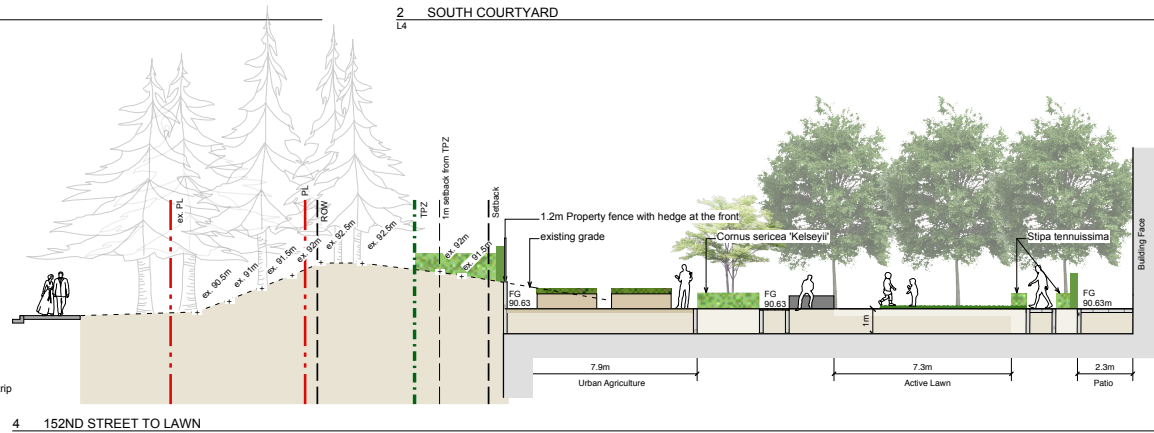 2 SOUTH COURTYARD
L4
ex. PL
PL
ROW
TPZ
1m setback from TPZ
Setback
ex. 90.5m
ex. 91m
ex. 91.5m
ex. 92m
ex. 92.5m
ex. 92.5m
ex. 92m
ex. 91.5m
1.2m Property fence with hedge at the front
existing grade
Cornus sericea 'Kelseyii'
Stipa tennuissima
Building Face
FG
90.63
FG
90.63
FG
90.63m
1m
7.9m
7.3m
2.3m
Urban Agriculture
Active Lawn
Patio
4 152ND STREET TO LAWN